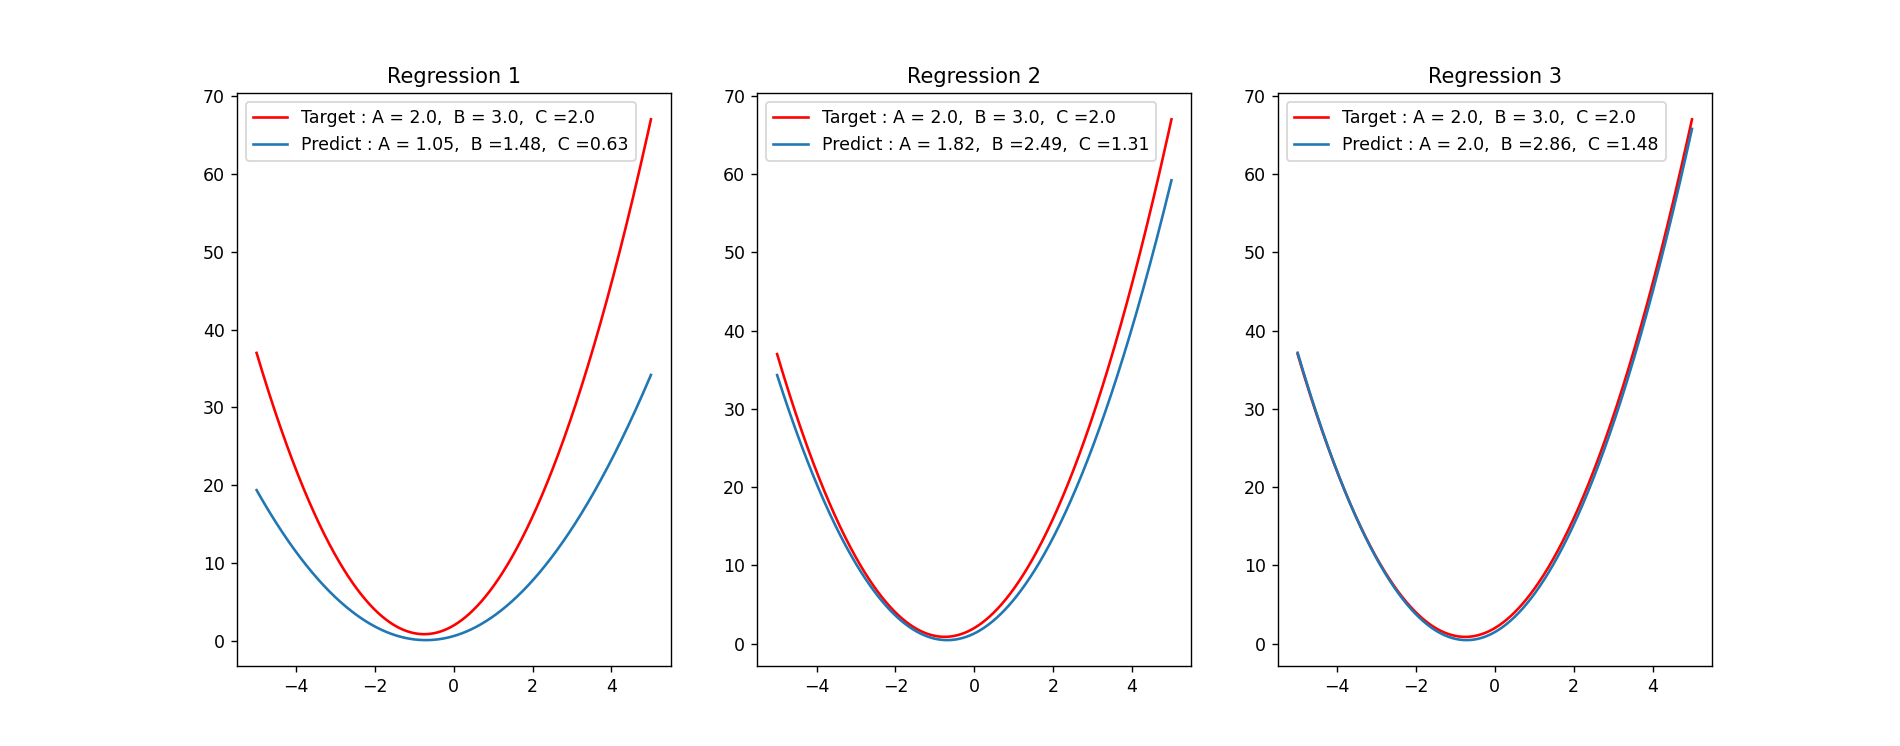 Regression 1
70
60
50
40
30
20
10
0
−4 −2 0 2 4
Target : A = 2.0,  B = 3.0,  C =2.0
Predict : A = 1.05,  B =1.48,  C =0.63
Regression 2
70
60
50
40
30
20
10
0
−4 −2 0 2 4
Target : A = 2.0,  B = 3.0,  C =2.0
Predict : A = 1.82,  B =2.49,  C =1.31
Regression 3
70
60
50
40
30
20
10
0
−4 −2 0 2 4
Target : A = 2.0,  B = 3.0,  C =2.0
Predict : A = 2.0,  B =2.86,  C =1.48